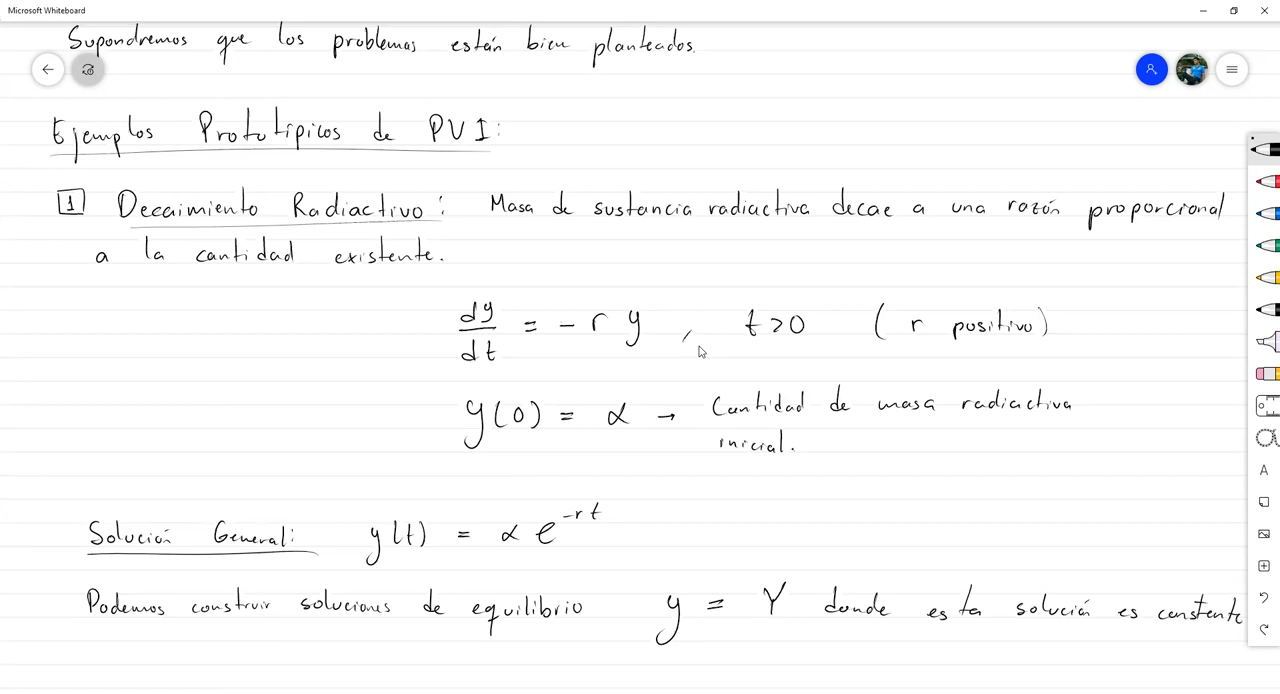 Microsoft Whiteboard
Supondremos que los problemas están bien planteados.
Ejemplos Prototípicos de PVI:
1 Decaimiento Radiactivo: Masa de sustancia radiactiva decae a una razón proporcional
a la cantidad existente.
dy/dt = - r y , t > 0 ( r positivo)
y(0) = α → Cantidad de masa radiactiva
inicial.
Solución General: y(t) = α e^-rt
Podemos construir soluciones de equilibrio y = Y donde esta solución es constante
A